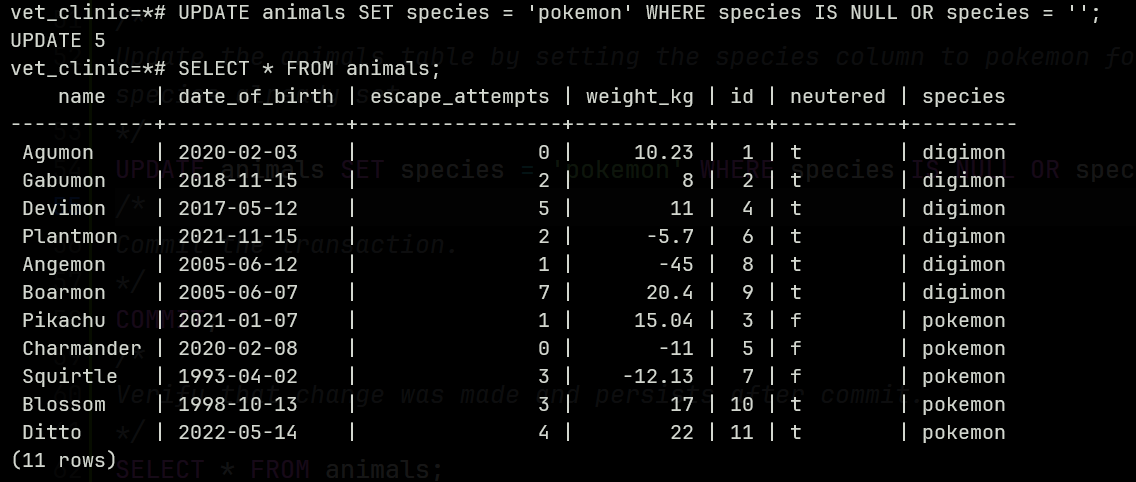 vet_clinic=*# UPDATE animals SET species = 'pokemon' WHERE species IS NULL OR species = '';
UPDATE 5
vet_clinic=*# SELECT * FROM animals;
    name    | date_of_birth | escape_attempts | weight_kg | id | neutered | species
------------+---------------+-----------------+-----------+----+----------+---------
 Agumon     | 2020-02-03    |               0 |     10.23 |  1 | t        | digimon
 Gabumon    | 2018-11-15    |               2 |         8 |  2 | t        | digimon
 Devimon    | 2017-05-12    |               5 |        11 |  4 | t        | digimon
 Plantmon   | 2021-11-15    |               2 |      -5.7 |  6 | t        | digimon
 Angemon    | 2005-06-12    |               1 |       -45 |  8 | t        | digimon
 Boarmon    | 2005-06-07    |               7 |      20.4 |  9 | t        | digimon
 Pikachu    | 2021-01-07    |               1 |     15.04 |  3 | f        | pokemon
 Charmander | 2020-02-08    |               0 |       -11 |  5 | f        | pokemon
 Squirtle   | 1993-04-02    |               3 |    -12.13 |  7 | f        | pokemon
 Blossom    | 1998-10-13    |               3 |        17 | 10 | t        | pokemon
 Ditto      | 2022-05-14    |               4 |        22 | 11 | t        | pokemon
(11 rows)